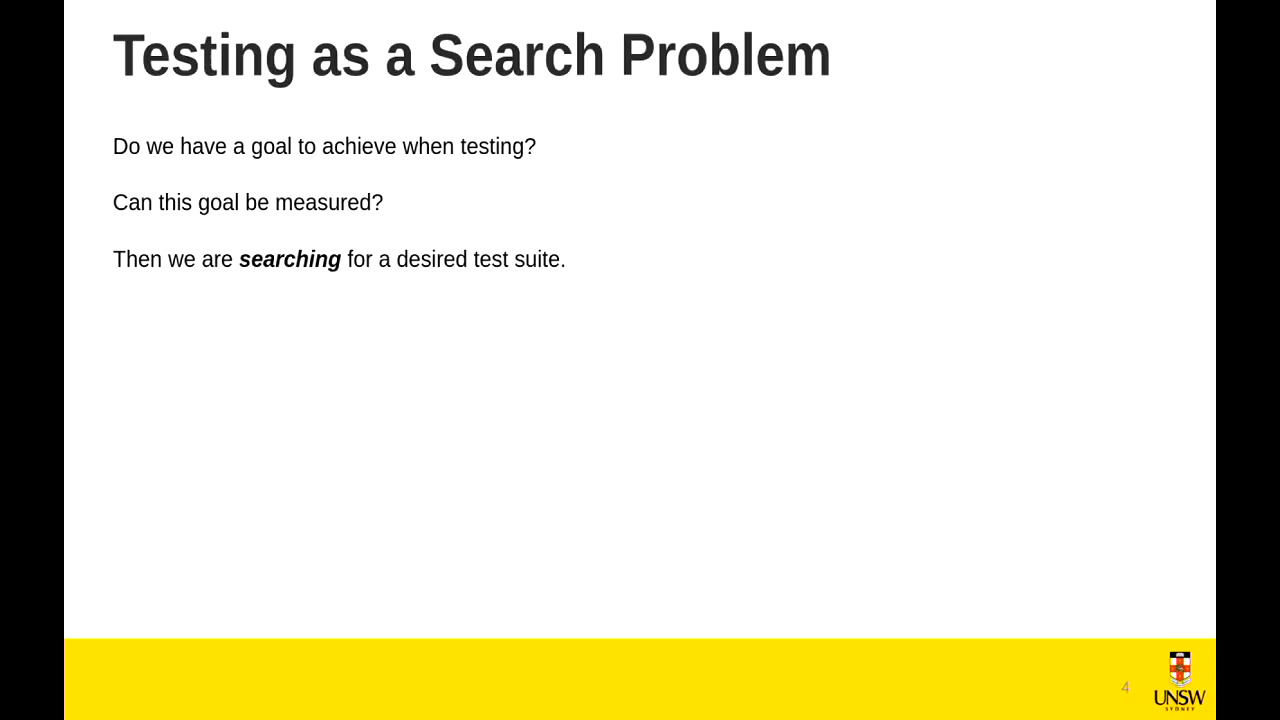 Testing as a Search Problem
Do we have a goal to achieve when testing?
Can this goal be measured?
Then we are searching for a desired test suite.
4
UNSW
SYDNEY